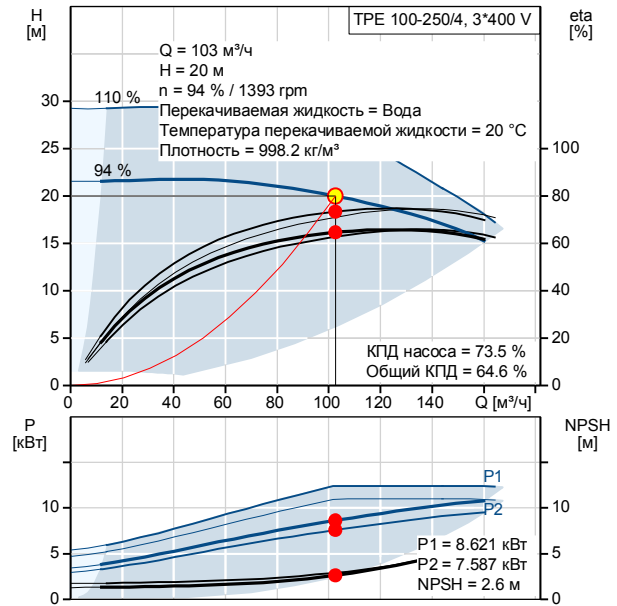 H
[м]
TPE 100-250/4, 3*400 V
eta
[%]
Q = 103 м³/ч
H = 20 м
n = 94 % / 1393 rpm
Перекачиваемая жидкость = Вода
Температура перекачиваемой жидкости = 20 °C
Плотность = 998.2 кг/м³
110 %
94 %
30
25
20
15
10
5
0
100
80
60
40
20
0
КПД насоса = 73.5 %
Общий КПД = 64.6 %
0 20 40 60 80 100 120 140 Q [м³/ч]
P
[кВт]
NPSH
[м]
10
5
0
10
5
0
P1
P2
P1 = 8.621 кВт
P2 = 7.587 кВт
NPSH = 2.6 м